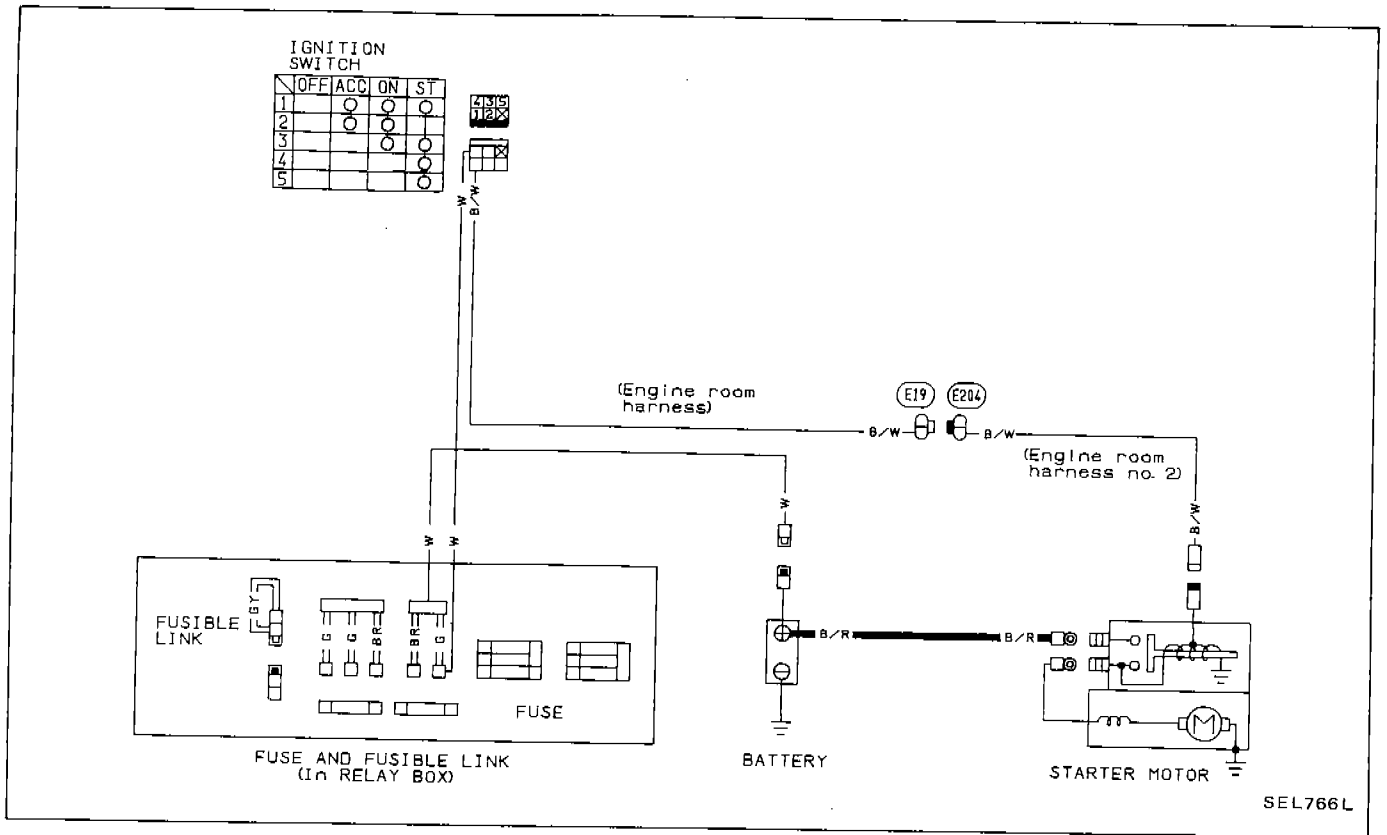 IGNITION
SWITCH
OFF ACC ON ST
1
2
3
4
5
4 3 5
1 2
W
B/W
(Engine room
harness)
E19 E204
B/W B/W
(Engine room
harness no. 2)
W
B/W
W W
FUSIBLE
LINK
GY
G G BR BR G
FUSE
B/R B/R
M
FUSE AND FUSIBLE LINK
(In RELAY BOX)
BATTERY
STARTER MOTOR
SEL766L